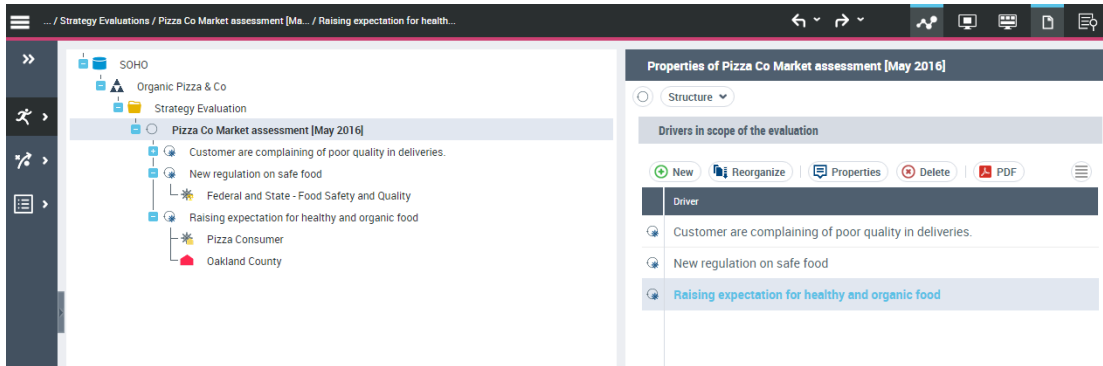 ... / Strategy Evaluations / Pizza Co Market assessment [Ma... / Raising expectation for health...
SOHO
Organic Pizza & Co
Strategy Evaluation
Pizza Co Market assessment [May 2016]
Customer are complaining of poor quality in deliveries.
New regulation on safe food
Federal and State - Food Safety and Quality
Raising expectation for healthy and organic food
Pizza Consumer
Oakland County
Properties of Pizza Co Market assessment [May 2016]
Structure
Drivers in scope of the evaluation
New Reorganize Properties Delete PDF
Driver
Customer are complaining of poor quality in deliveries.
New regulation on safe food
Raising expectation for healthy and organic food